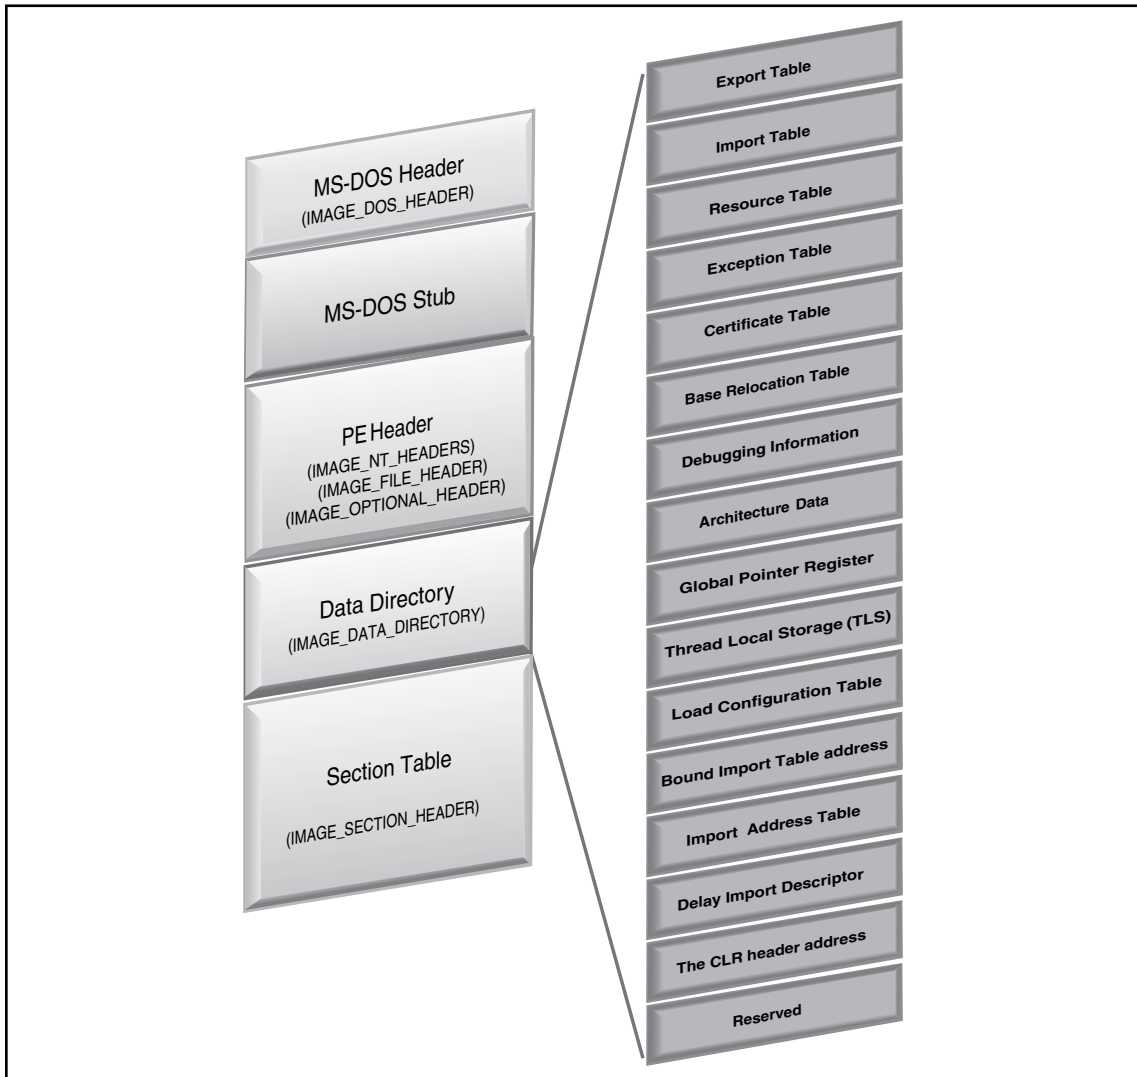 MS-DOS Header
(IMAGE_DOS_HEADER)
MS-DOS Stub
PE Header
(IMAGE_NT_HEADERS)
(IMAGE_FILE_HEADER)
(IMAGE_OPTIONAL_HEADER)
Data Directory
(IMAGE_DATA_DIRECTORY)
Section Table
(IMAGE_SECTION_HEADER)
Export Table
Import Table
Resource Table
Exception Table
Certificate Table
Base Relocation Table
Debugging Information
Architecture Data
Global Pointer Register
Thread Local Storage (TLS)
Load Configuration Table
Bound Import Table address
Import Address Table
Delay Import Descriptor
The CLR header address
Reserved